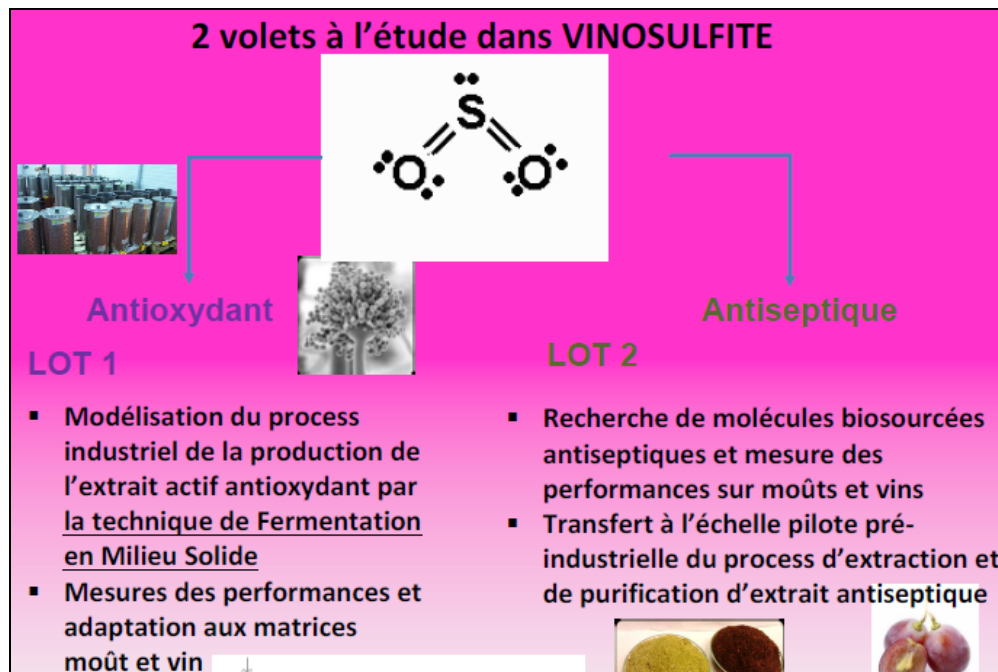 2 volets à l’étude dans VINOSULFITE
S
O
O
Antioxydant
LOT 1
▪ Modélisation du process
industriel de la production de
l’extrait actif antioxydant par
la technique de Fermentation
en Milieu Solide
▪ Mesures des performances et
adaptation aux matrices
moût et vin
Antiseptique
LOT 2
▪ Recherche de molécules biosourcées
antiseptiques et mesure des
performances sur moûts et vins
▪ Transfert à l’échelle pilote pré-
industrielle du process d’extraction et
de purification d’extrait antiseptique